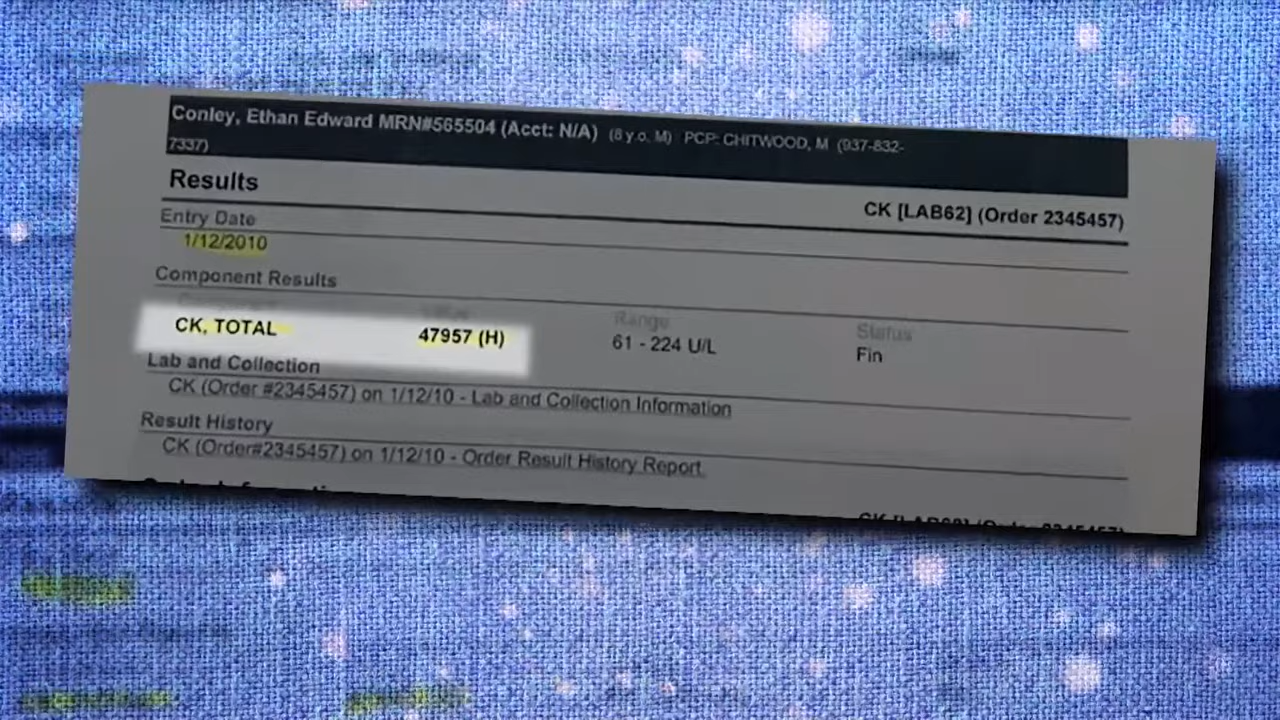 Conley, Ethan Edward MRN#565504 (Acct: N/A) (8 y.o. M) PCP: CHITWOOD, M (937-832-
7337)
Results
CK [LAB62] (Order 2345457)
Entry Date
1/12/2010
Component Results
Range Status
CK, TOTAL 47957 (H) 61 - 224 U/L Fin
Lab and Collection
CK (Order #2345457) on 1/12/10 - Lab and Collection Information
Result History
CK (Order#2345457) on 1/12/10 - Order Result History Report.